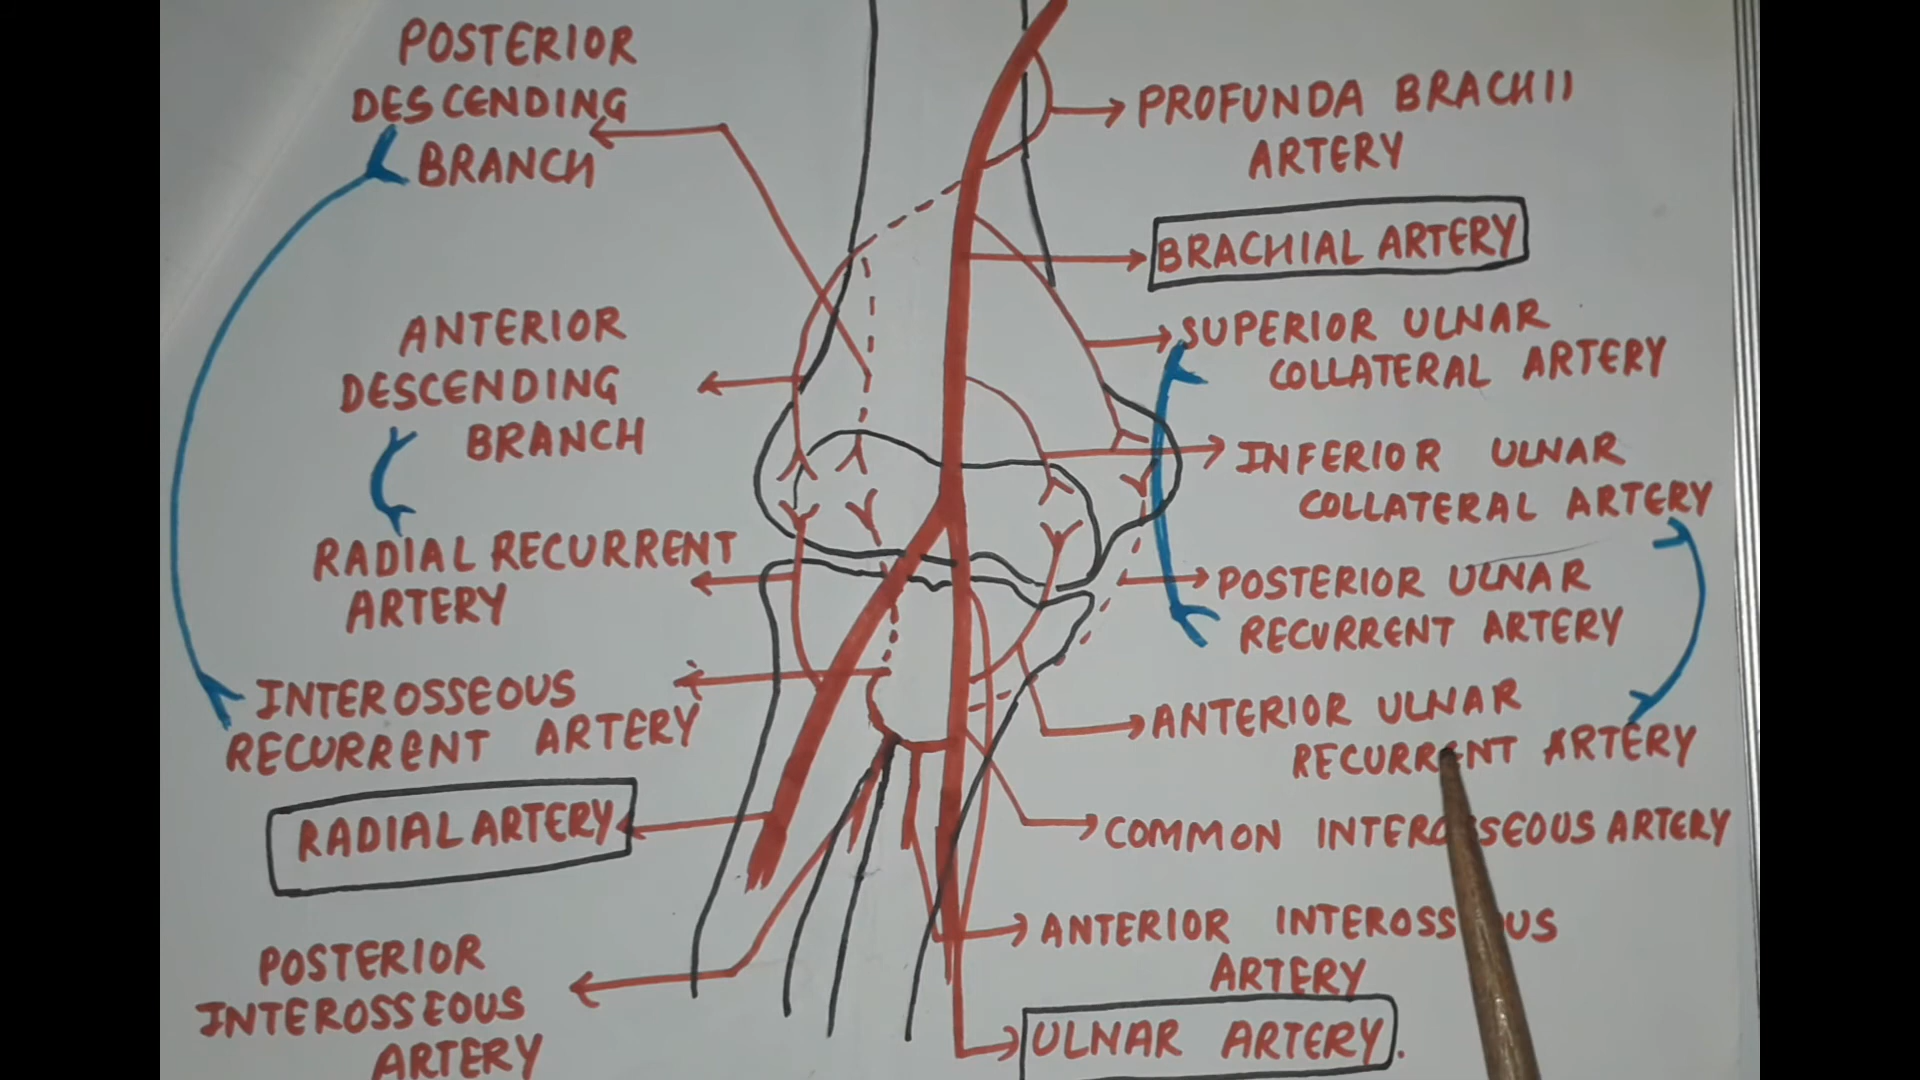 POSTERIOR
DESCENDING
BRANCH
ANTERIOR
DESCENDING
BRANCH
RADIAL RECURRENT
ARTERY
INTEROSSEOUS
RECURRENT ARTERY
RADIAL ARTERY
POSTERIOR
INTEROSSEOUS
ARTERY
PROFUNDA BRACHII
ARTERY
BRACHIAL ARTERY
SUPERIOR ULNAR
COLLATERAL ARTERY
INFERIOR ULNAR
COLLATERAL ARTERY
POSTERIOR ULNAR
RECURRENT ARTERY
ANTERIOR ULNAR
RECURRENT ARTERY
COMMON INTEROSSEOUS ARTERY
ANTERIOR INTEROSSEOUS
ARTERY
ULNAR ARTERY.